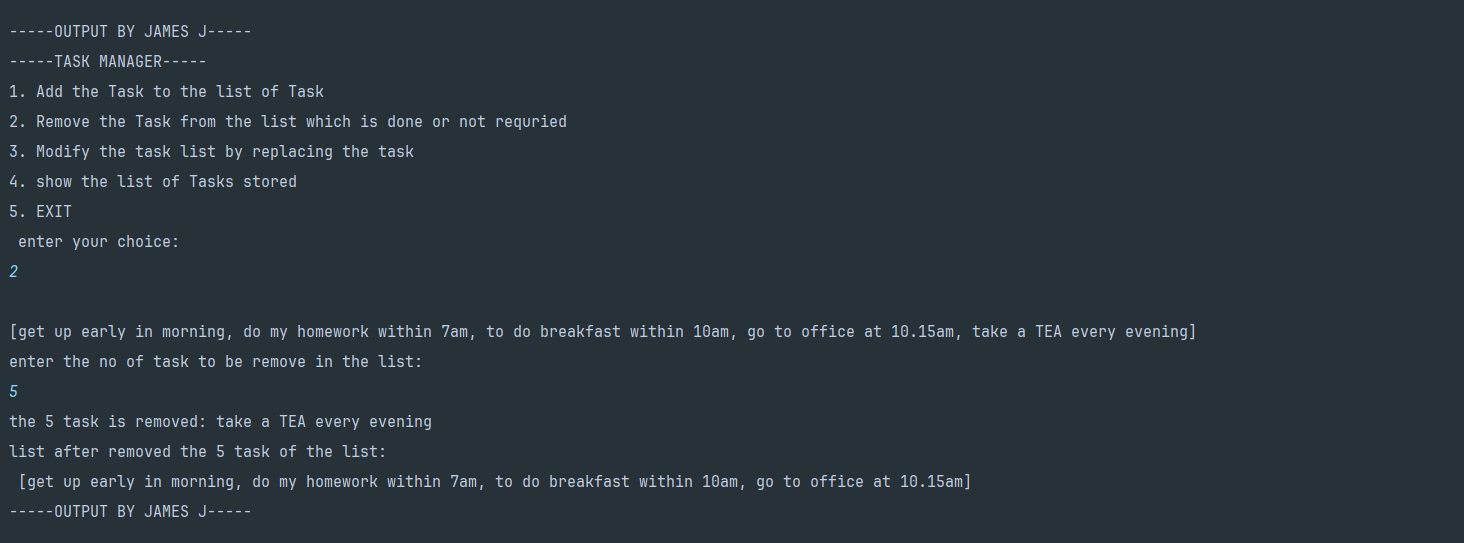 -----OUTPUT BY JAMES J-----
-----TASK MANAGER-----
1. Add the Task to the list of Task
2. Remove the Task from the list which is done or not requried
3. Modify the task list by replacing the task
4. show the list of Tasks stored
5. EXIT
 enter your choice:
2
[get up early in morning, do my homework within 7am, to do breakfast within 10am, go to office at 10.15am, take a TEA every evening]
enter the no of task to be remove in the list:
5
the 5 task is removed: take a TEA every evening
list after removed the 5 task of the list:
 [get up early in morning, do my homework within 7am, to do breakfast within 10am, go to office at 10.15am]
-----OUTPUT BY JAMES J-----